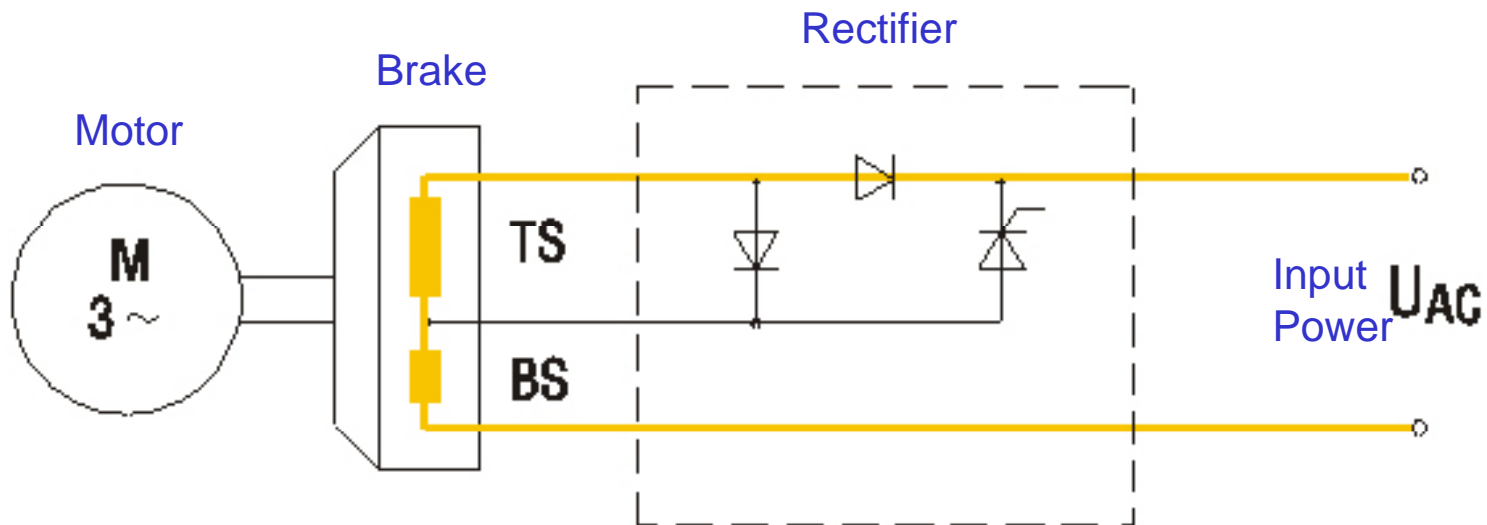 Rectifier
Brake
Motor
M
3 ~
TS
BS
Input
Power
UAC